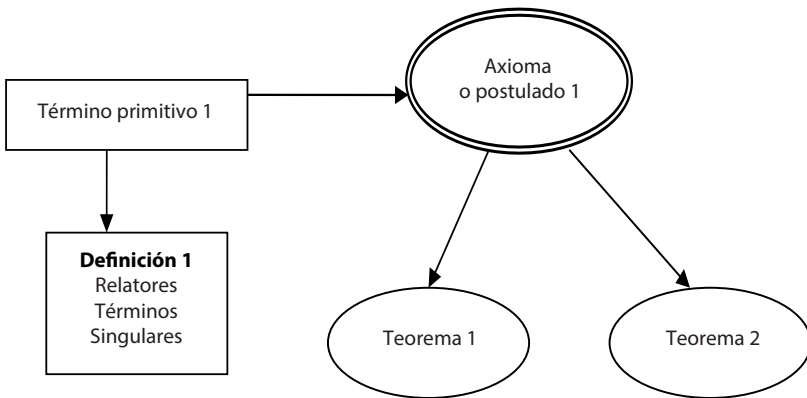 Axioma
o postulado 1
Término primitivo 1
Definición 1
Relatores
Términos
Singulares
Teorema 1
Teorema 2